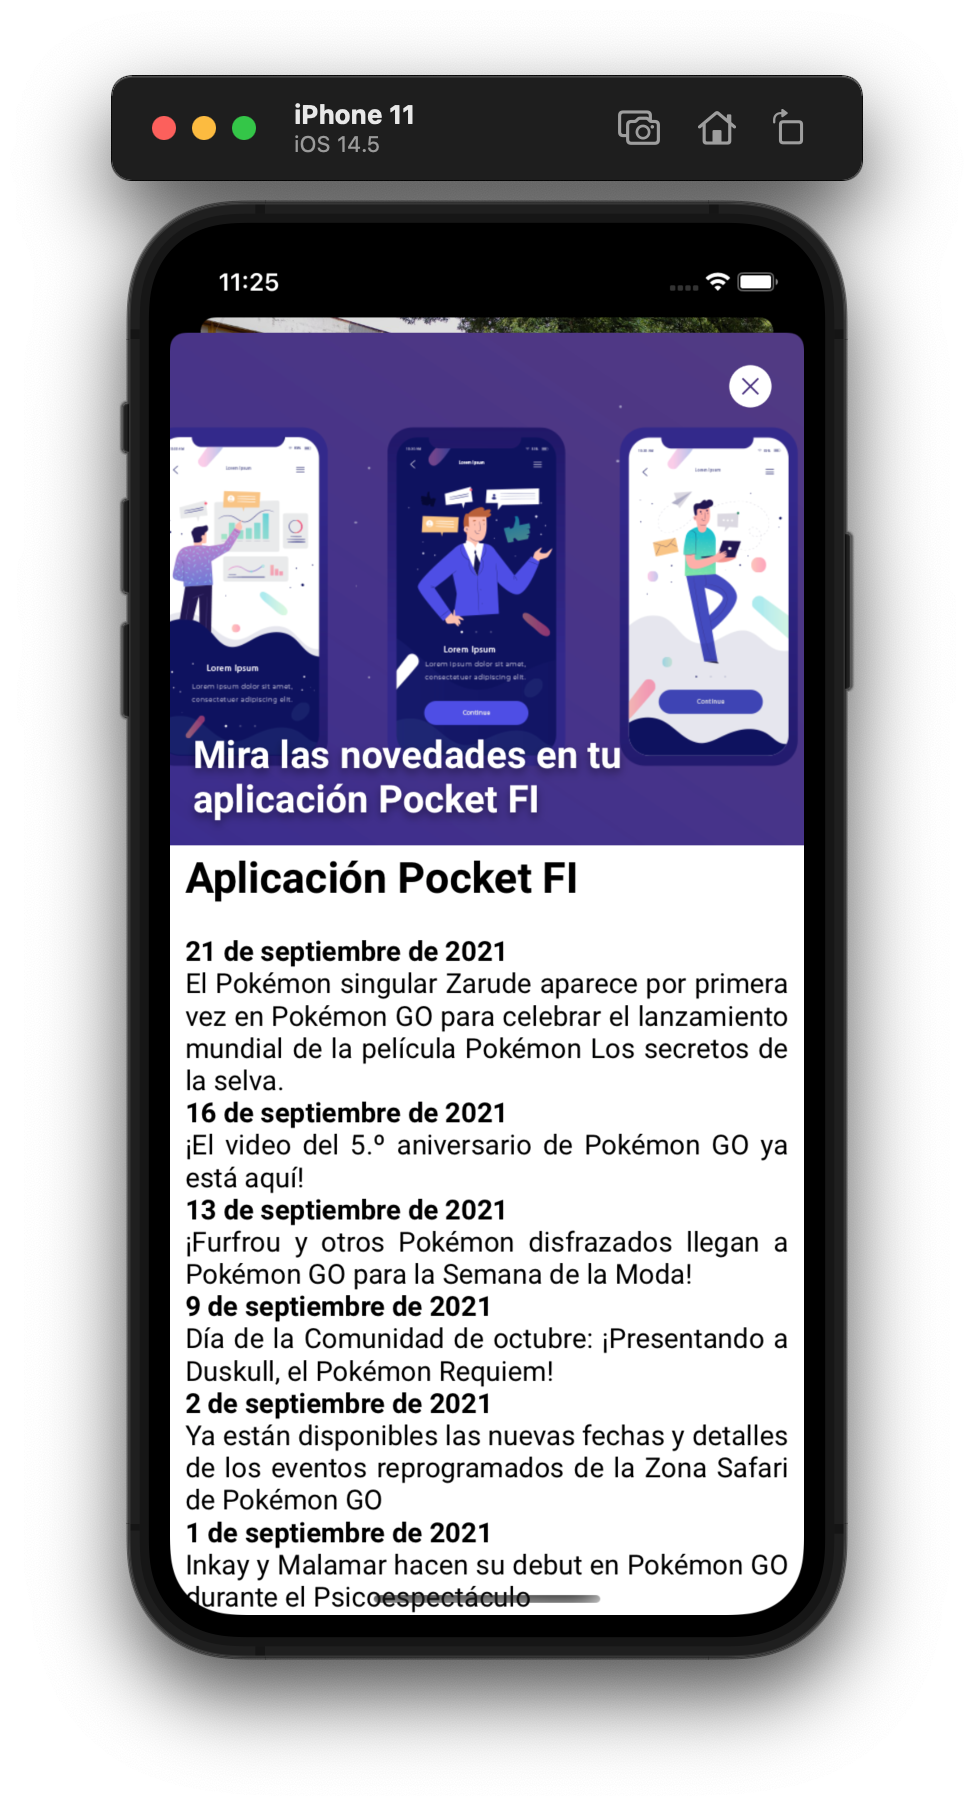 iPhone 11
iOS 14.5
11:25
Lorem Ipsum
Lorem Ipsum
Lorem Ipsum
Lorem Ipsum
Lorem ipsum dolor sit amet,
consectetuer adipiscing elit.
Lorem Ipsum
Lorem ipsum dolor sit amet,
consectetuer adipiscing elit.
Continue
Continue
Mira las novedades en tu
aplicación Pocket FI
Aplicación Pocket FI
21 de septiembre de 2021
El Pokémon singular Zarude aparece por primera
vez en Pokémon GO para celebrar el lanzamiento
mundial de la película Pokémon Los secretos de
la selva.
16 de septiembre de 2021
¡El video del 5.º aniversario de Pokémon GO ya
está aquí!
13 de septiembre de 2021
¡Furfrou y otros Pokémon disfrazados llegan a
Pokémon GO para la Semana de la Moda!
9 de septiembre de 2021
Día de la Comunidad de octubre: ¡Presentando a
Duskull, el Pokémon Requiem!
2 de septiembre de 2021
Ya están disponibles las nuevas fechas y detalles
de los eventos reprogramados de la Zona Safari
de Pokémon GO
1 de septiembre de 2021
Inkay y Malamar hacen su debut en Pokémon GO
durante el Psicoespectáculo